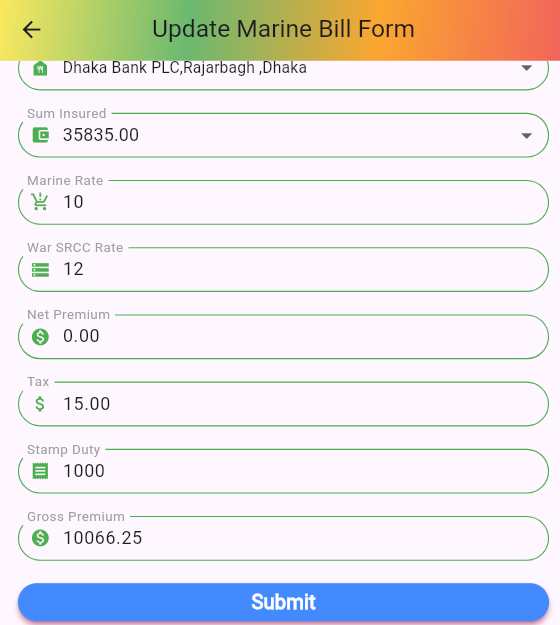 Update Marine Bill Form
Dhaka Bank PLC,Rajarbagh ,Dhaka
Sum Insured
35835.00
Marine Rate
10
War SRCC Rate
12
Net Premium
0.00
Tax
15.00
Stamp Duty
1000
Gross Premium
10066.25
Submit